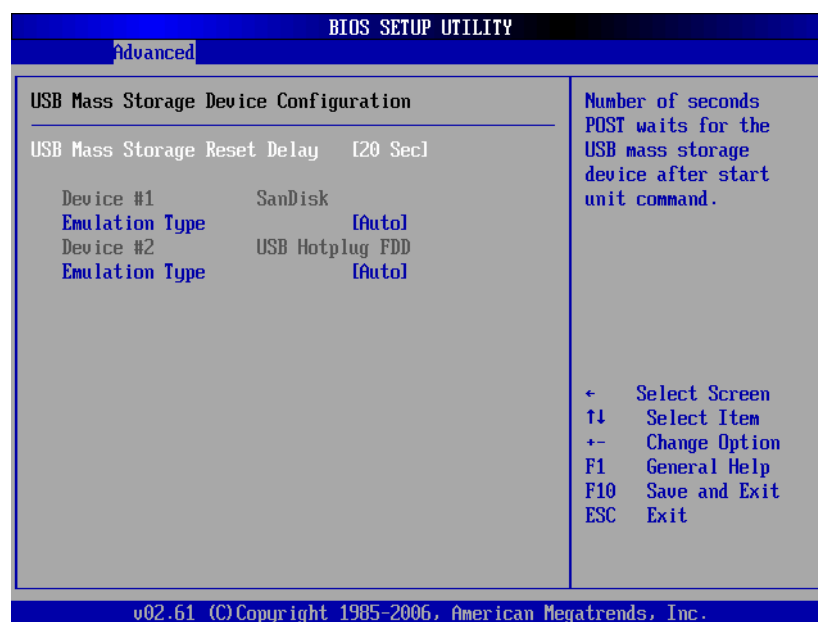 BIOS SETUP UTILITY
Advanced
USB Mass Storage Device Configuration
USB Mass Storage Reset Delay [20 Sec]
Device #1 SanDisk
Emulation Type [Auto]
Device #2 USB Hotplug FDD
Emulation Type [Auto]
Number of seconds
POST waits for the
USB mass storage
device after start
unit command.
← Select Screen
↑↓ Select Item
+- Change Option
F1 General Help
F10 Save and Exit
ESC Exit
v02.61 (C)Copyright 1985-2006, American Megatrends, Inc.